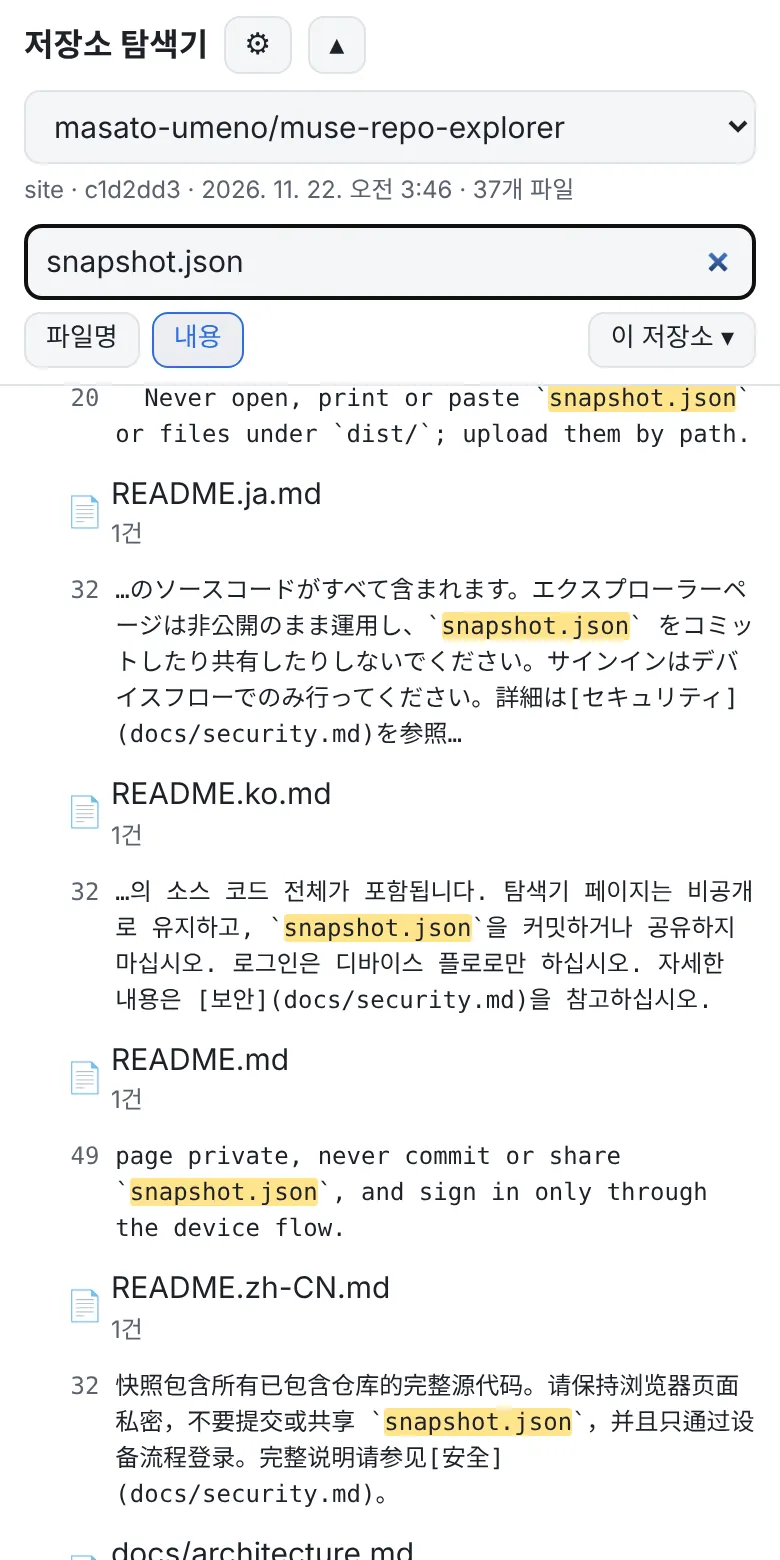 저장소 탐색기 ⚙ ▲
masato-umeno/muse-repo-explorer
site · c1d2dd3 · 2026. 11. 22. 오전 3:46 · 37개 파일
snapshot.json ×
파일명 내용 이 저장소 ▾
20 Never open, print or paste `snapshot.json`
or files under `dist/`; upload them by path.
README.ja.md
1건
32 …のソースコードがすべて含まれます。エクスプローラーペ
ージは非公開のまま運用し、`snapshot.json` をコミッ
トしたり共有したりしないでください。サインインはデバ
イスフローでのみ行ってください。詳細は[セキュリティ]
(docs/security.md)を参照…
README.ko.md
1건
32 …의 소스 코드 전체가 포함됩니다. 탐색기 페이지는 비공개
로 유지하고, `snapshot.json`을 커밋하거나 공유하지
마십시오. 로그인은 디바이스 플로로만 하십시오. 자세한
내용은 [보안](docs/security.md)을 참고하십시오.
README.md
1건
49 page private, never commit or share
`snapshot.json`, and sign in only through
the device flow.
README.zh-CN.md
1건
32 快照包含所有已包含仓库的完整源代码。请保持浏览器页面
私密，不要提交或共享 `snapshot.json`，并且只通过设
备流程登录。完整说明请参见[安全]
(docs/security.md)。
docs/architecture.md